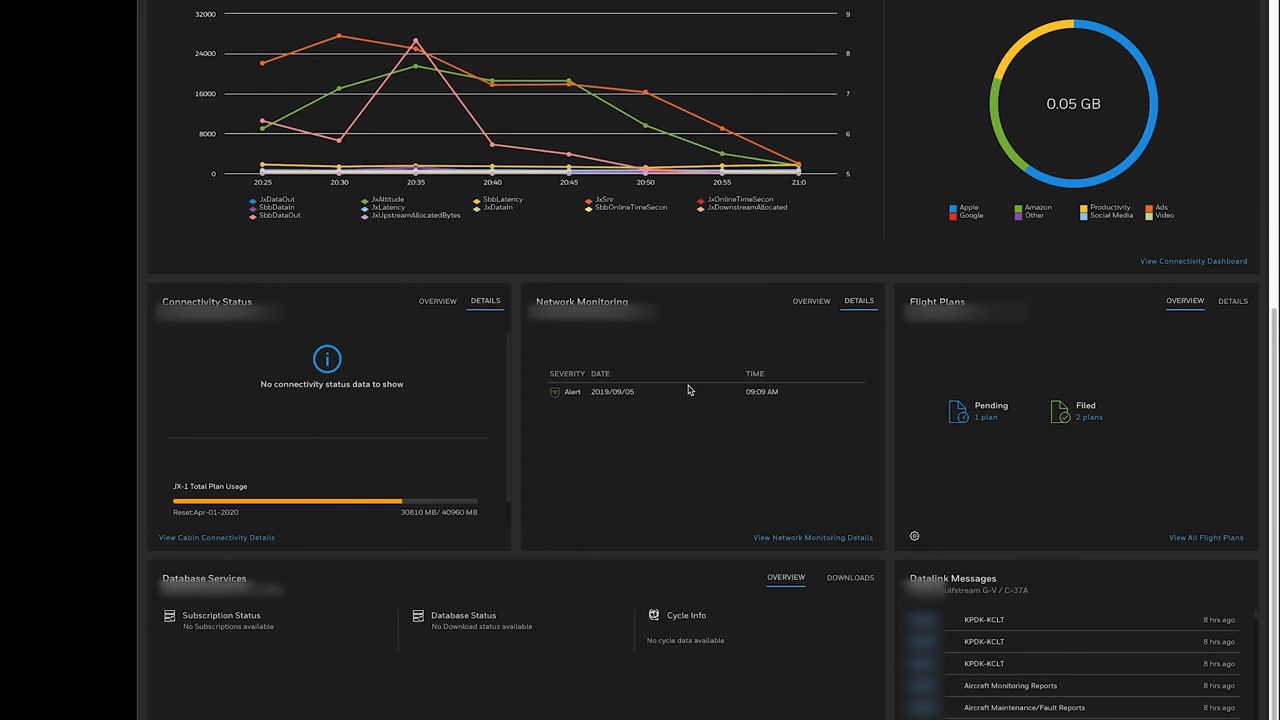 32000
9
24000
8
16000
7
8000
6
0
5
20:25 20:30 20:35 20:40 20:45 20:50 20:55 21:0
JxDataOut JxAltitude SbbLatency JxSnr JxOnlineTimeSecon
SbbDataIn JxLatency JxDataIn SbbOnlineTimeSecon JxDownstreamAllocated
SbbDataOut JxUpstreamAllocatedBytes
0.05 GB
Apple Amazon Productivity Ads
Google Other Social Media Video
View Connectivity Dashboard
Connectivity Status OVERVIEW DETAILS
No connectivity status data to show
JX-1 Total Plan Usage
Reset:Apr-01-2020 30810 MB/ 40960 MB
View Cabin Connectivity Details
Network Monitoring OVERVIEW DETAILS
SEVERITY DATE TIME
Alert 2019/09/05 09:09 AM
View Network Monitoring Details
Flight Plans OVERVIEW DETAILS
Pending Filed
1 plan 2 plans
View All Flight Plans
Database Services OVERVIEW DOWNLOADS
Subscription Status Database Status Cycle Info
No Subscriptions available No Download status available
No cycle data available
Datalink Messages
ulfstream G-V / C-37A
KPDK-KCLT 8 hrs ago
KPDK-KCLT 8 hrs ago
KPDK-KCLT 8 hrs ago
Aircraft Monitoring Reports 8 hrs ago
Aircraft Maintenance/Fault Reports 8 hrs ago